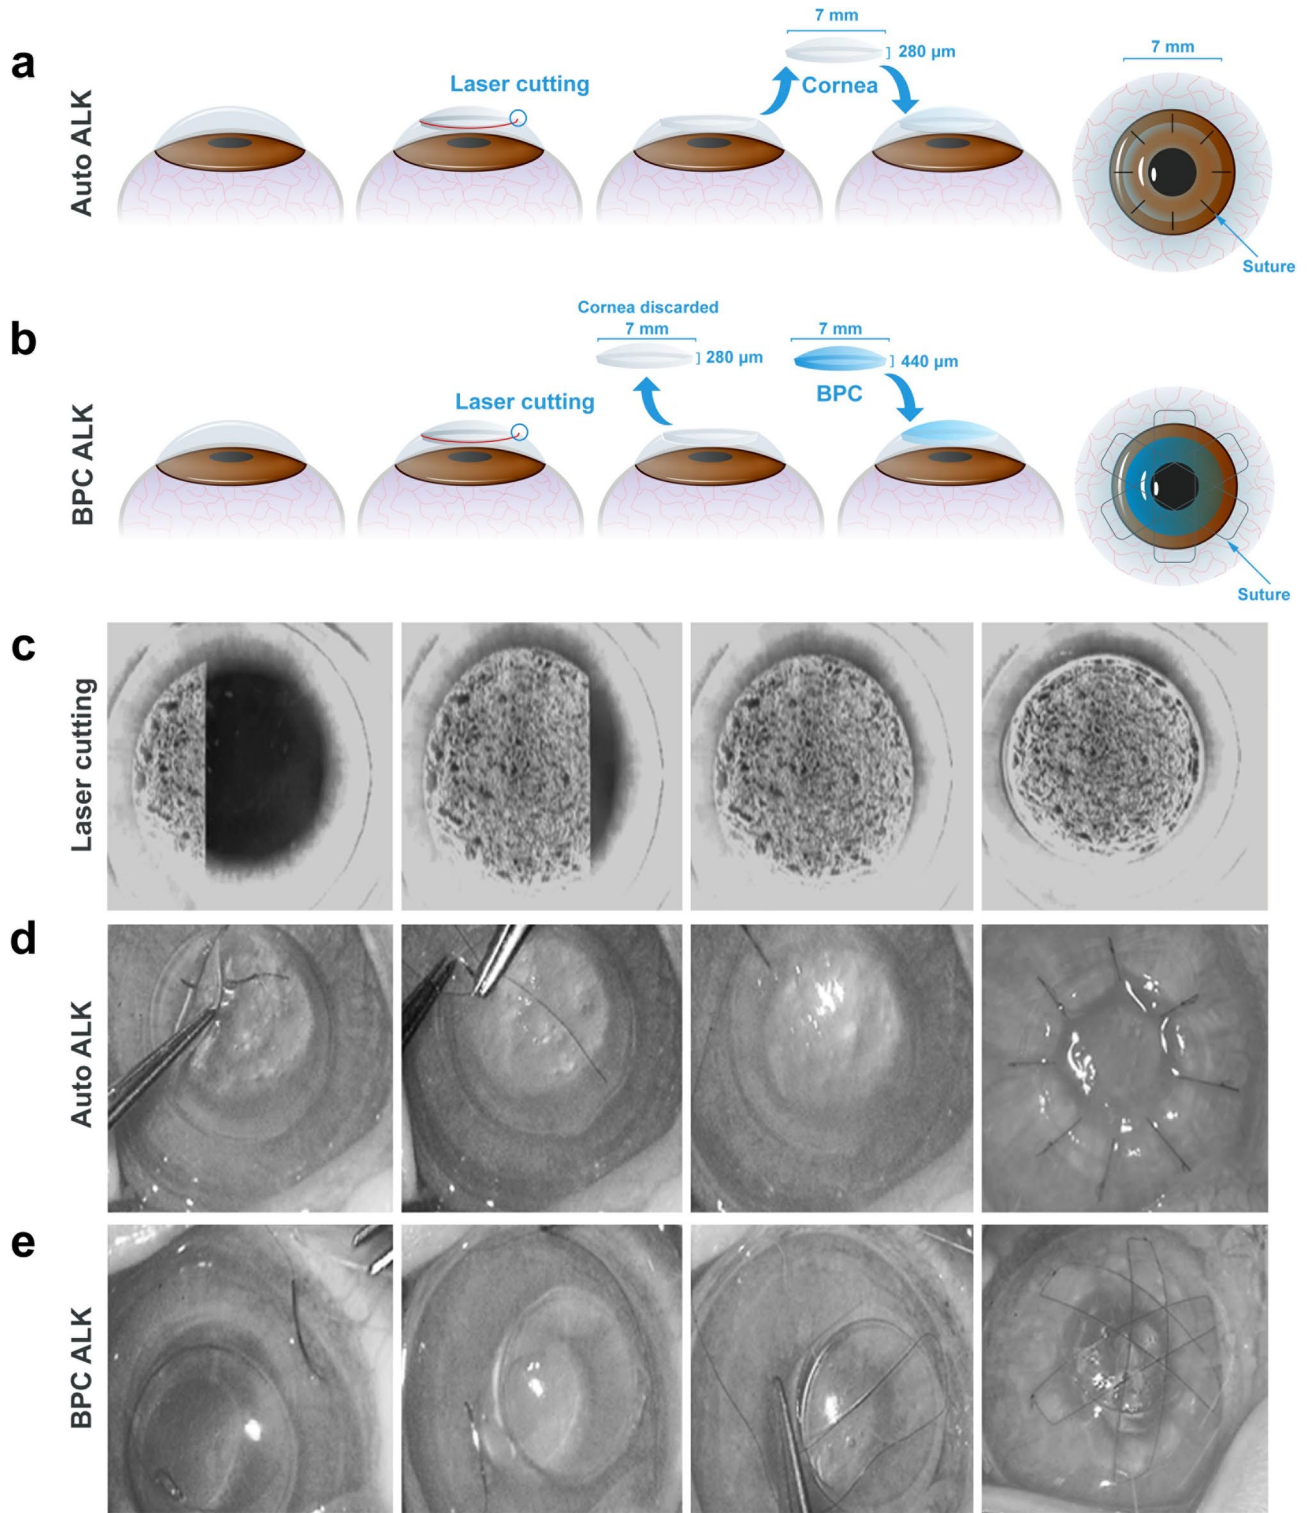 a
Auto ALK
Laser cutting
7 mm
280 µm
Cornea
7 mm
Suture
b
BPC ALK
Laser cutting
Cornea discarded
7 mm
280 µm
7 mm
440 µm
BPC
Suture
c
Laser cutting
d
Auto ALK
e
BPC ALK